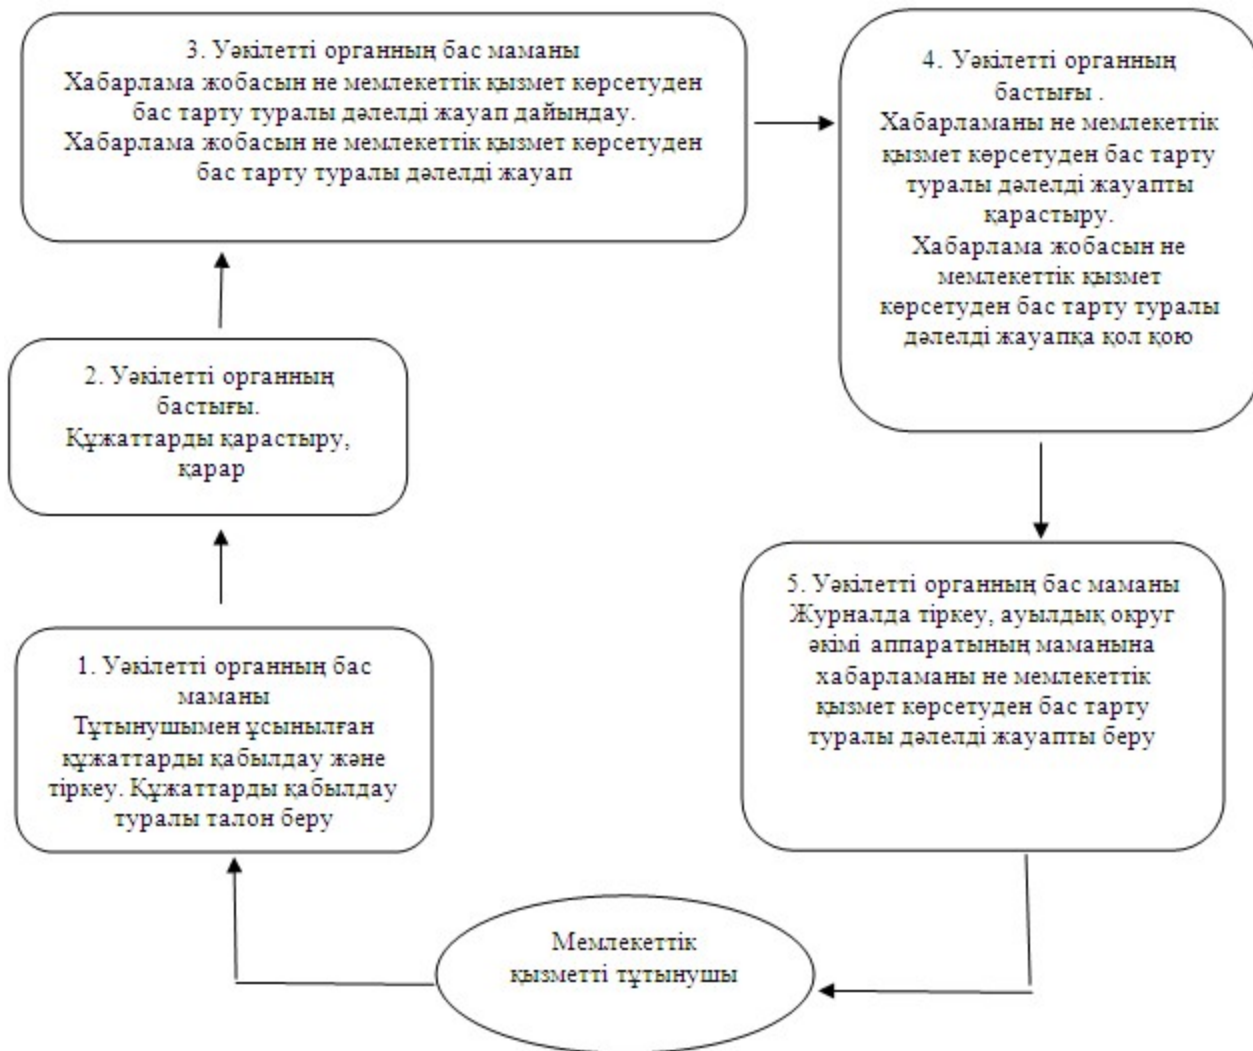 3. Уәкілетті органның бас маманы
Хабарлама жобасын не мемлекеттік қызмет көрсетуден
бас тарту туралы дәлелді жауап дайындау.
Хабарлама жобасын не мемлекеттік қызмет көрсетуден
бас тарту туралы дәлелді жауап
4. Уәкілетті органның
бастығы .
Хабарламаны не мемлекеттік
қызмет көрсетуден бас тарту
туралы дәлелді жауапты
қарастыру.
Хабарлама жобасын не
мемлекеттік қызмет
көрсетуден бас тарту туралы
дәлелді жауапқа қол қою
2. Уәкілетті органның
бастығы.
Құжаттарды қарастыру,
қарар
5. Уәкілетті органның бас маманы
Журналда тіркеу, ауылдық округ
әкімі аппаратының маманына
хабарламаны не мемлекеттік
қызмет көрсетуден бас тарту
туралы дәлелді жауапты беру
1. Уәкілетті органның бас
маманы
Тұтынушымен ұсынылған
құжаттарды қабылдау және
тіркеу. Құжаттарды қабылдау
туралы талон беру
Мемлекеттік
қызметті тұтынушы